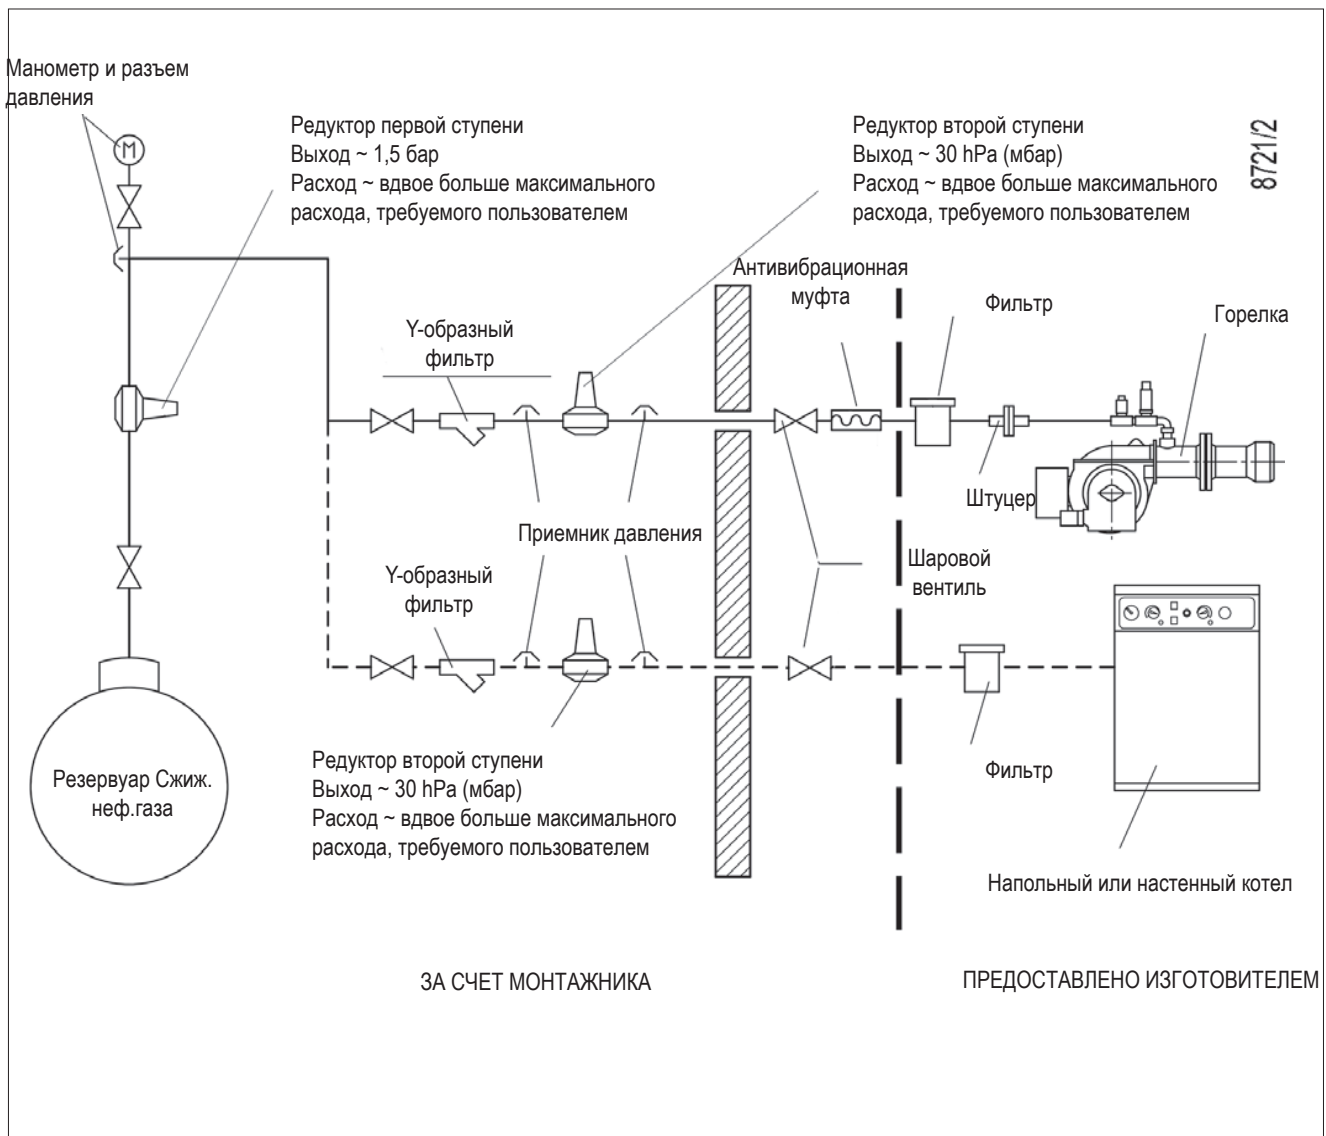 Манометр и разъем
давления
M
Редуктор первой ступени
Выход ~ 1,5 бар
Расход ~ вдвое больше максимального
расхода, требуемого пользователем
Редуктор второй ступени
Выход ~ 30 hPa (мбар)
Расход ~ вдвое больше максимального
расхода, требуемого пользователем
8721/2
Антивибрационная
муфта
Y-образный
фильтр
Фильтр
Горелка
Штуцер
Приемник давления
Y-образный
фильтр
Шаровой
вентиль
Резервуар Сжиж.
неф.газа
Редуктор второй ступени
Выход ~ 30 hPa (мбар)
Расход ~ вдвое больше максимального
расхода, требуемого пользователем
Фильтр
Напольный или настенный котел
ЗА СЧЕТ МОНТАЖНИКА
ПРЕДОСТАВЛЕНО ИЗГОТОВИТЕЛЕМ